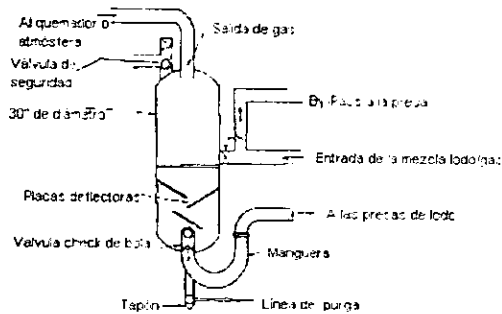 Al quemador o
atmósfera
Salida de gas
Válvula de
seguridad
30" de diámetro
By-Pass a la presa
Entrada de la mezcla lodo/gas
Placas deflectoras
A las presas de lodo
Valvula check de bola
Manguera
Tapón
Línea de purga